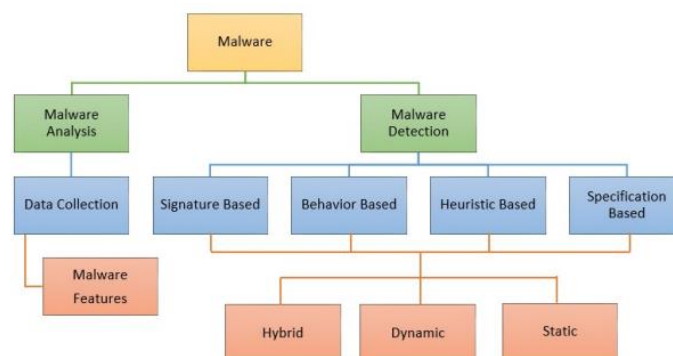 Malware
Malware
Analysis
Malware
Detection
Data Collection
Signature Based
Behavior Based
Heuristic Based
Specification
Based
Malware
Features
Hybrid
Dynamic
Static